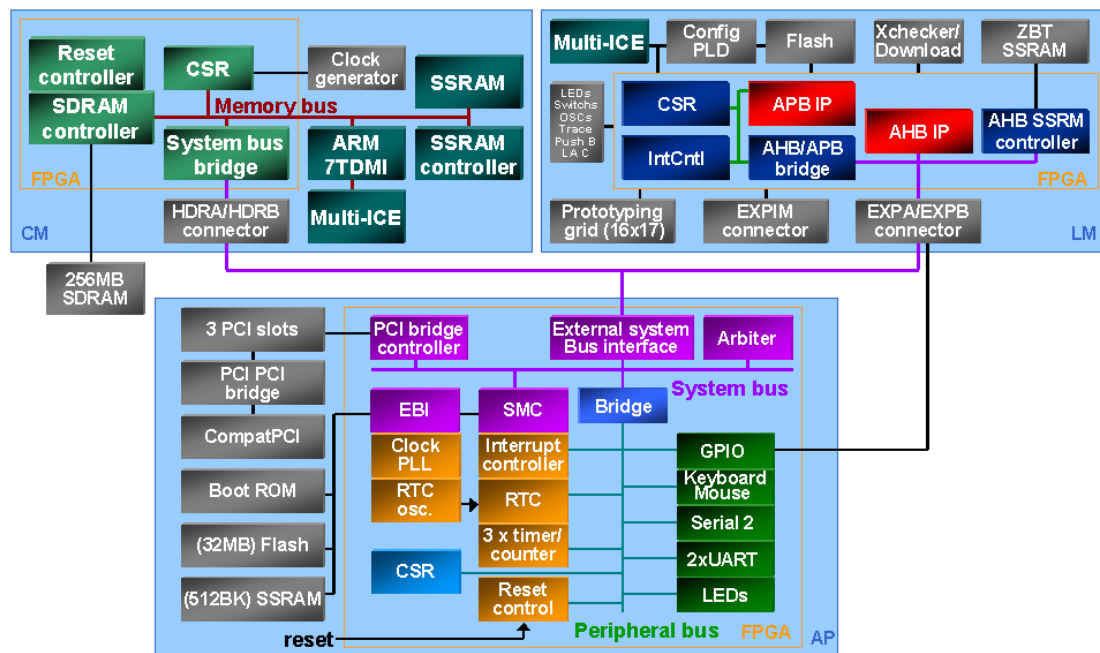 Reset
controller
SDRAM
controller
CSR
Clock
generator
SSRAM
Memory bus
System bus
bridge
ARM
7TDMI
SSRAM
controller
FPGA
HDRA/HDRB
connector
Multi-ICE
CM
256MB
SDRAM
Multi-ICE
Config
PLD
Flash
Xchecker/
Download
ZBT
SSRAM
LEDs
Switchs
OSCs
Trace
Push B
LA C
CSR
APB IP
AHB IP
AHB SSRM
controller
IntCntl
AHB/APB
bridge
FPGA
Prototyping
grid (16x17)
EXPIM
connector
EXPA/EXPB
connector
LM
3 PCI slots
PCI bridge
controller
External system
Bus interface
Arbiter
PCI PCI
bridge
System bus
EBI
SMC
Bridge
CompatPCI
Clock
PLL
Interrupt
controller
GPIO
Boot ROM
RTC
osc.
RTC
Keyboard
Mouse
Serial 2
(32MB) Flash
3 x timer/
counter
2xUART
CSR
(512BK) SSRAM
Reset
control
LEDs
reset
Peripheral bus
FPGA
AP